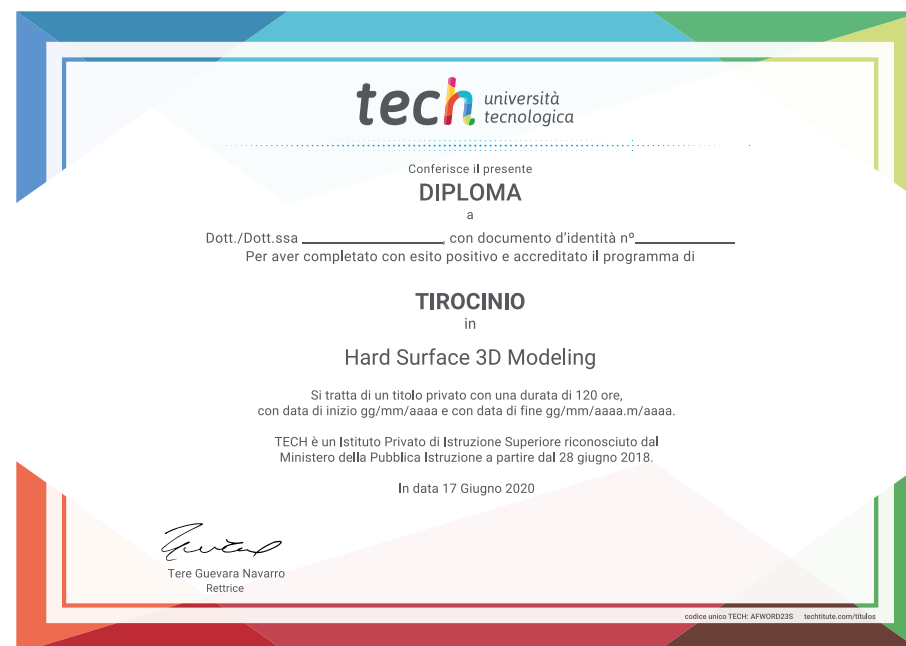 tech università
tecnologica
Conferisce il presente
DIPLOMA
a
Dott./Dott.ssa ____________________, con documento d'identità nº______________
Per aver completato con esito positivo e accreditato il programma di
TIROCINIO
in
Hard Surface 3D Modeling
Si tratta di un titolo privato con una durata di 120 ore,
con data di inizio gg/mm/aaaa e con data di fine gg/mm/aaaa.m/aaaa.
TECH è un Istituto Privato di Istruzione Superiore riconosciuto dal
Ministero della Pubblica Istruzione a partire dal 28 giugno 2018.
In data 17 Giugno 2020
Tere Guevara Navarro
Rettrice
codice unico TECH: AFWORD23S techtitute.com/titulos